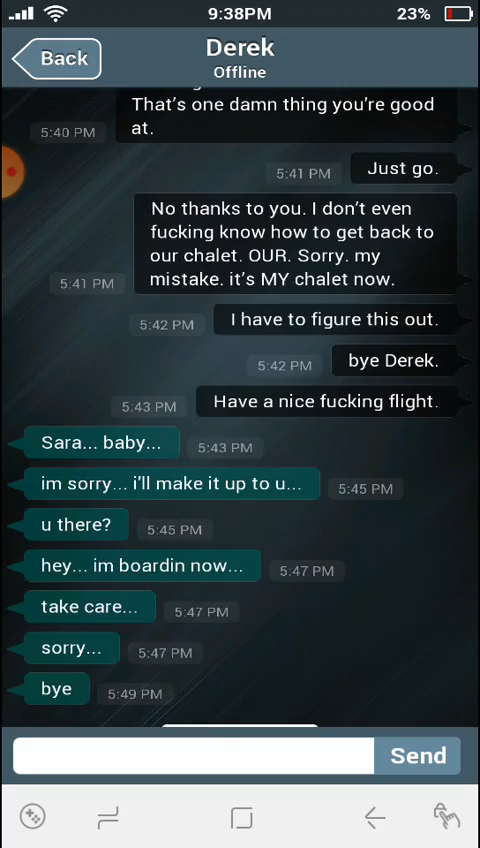 9:38PM
23%
Back
Derek
Offline
That's one damn thing you're good
at.
5:40 PM
Just go.
5:41 PM
No thanks to you. I don't even
fucking know how to get back to
our chalet. OUR. Sorry. my
mistake. it's MY chalet now.
5:41 PM
I have to figure this out.
5:42 PM
bye Derek.
5:42 PM
Have a nice fucking flight.
5:43 PM
Sara... baby...
5:43 PM
im sorry... i'll make it up to u...
5:45 PM
u there?
5:45 PM
hey... im boardin now...
5:47 PM
take care...
5:47 PM
sorry...
5:47 PM
bye
5:49 PM
Send